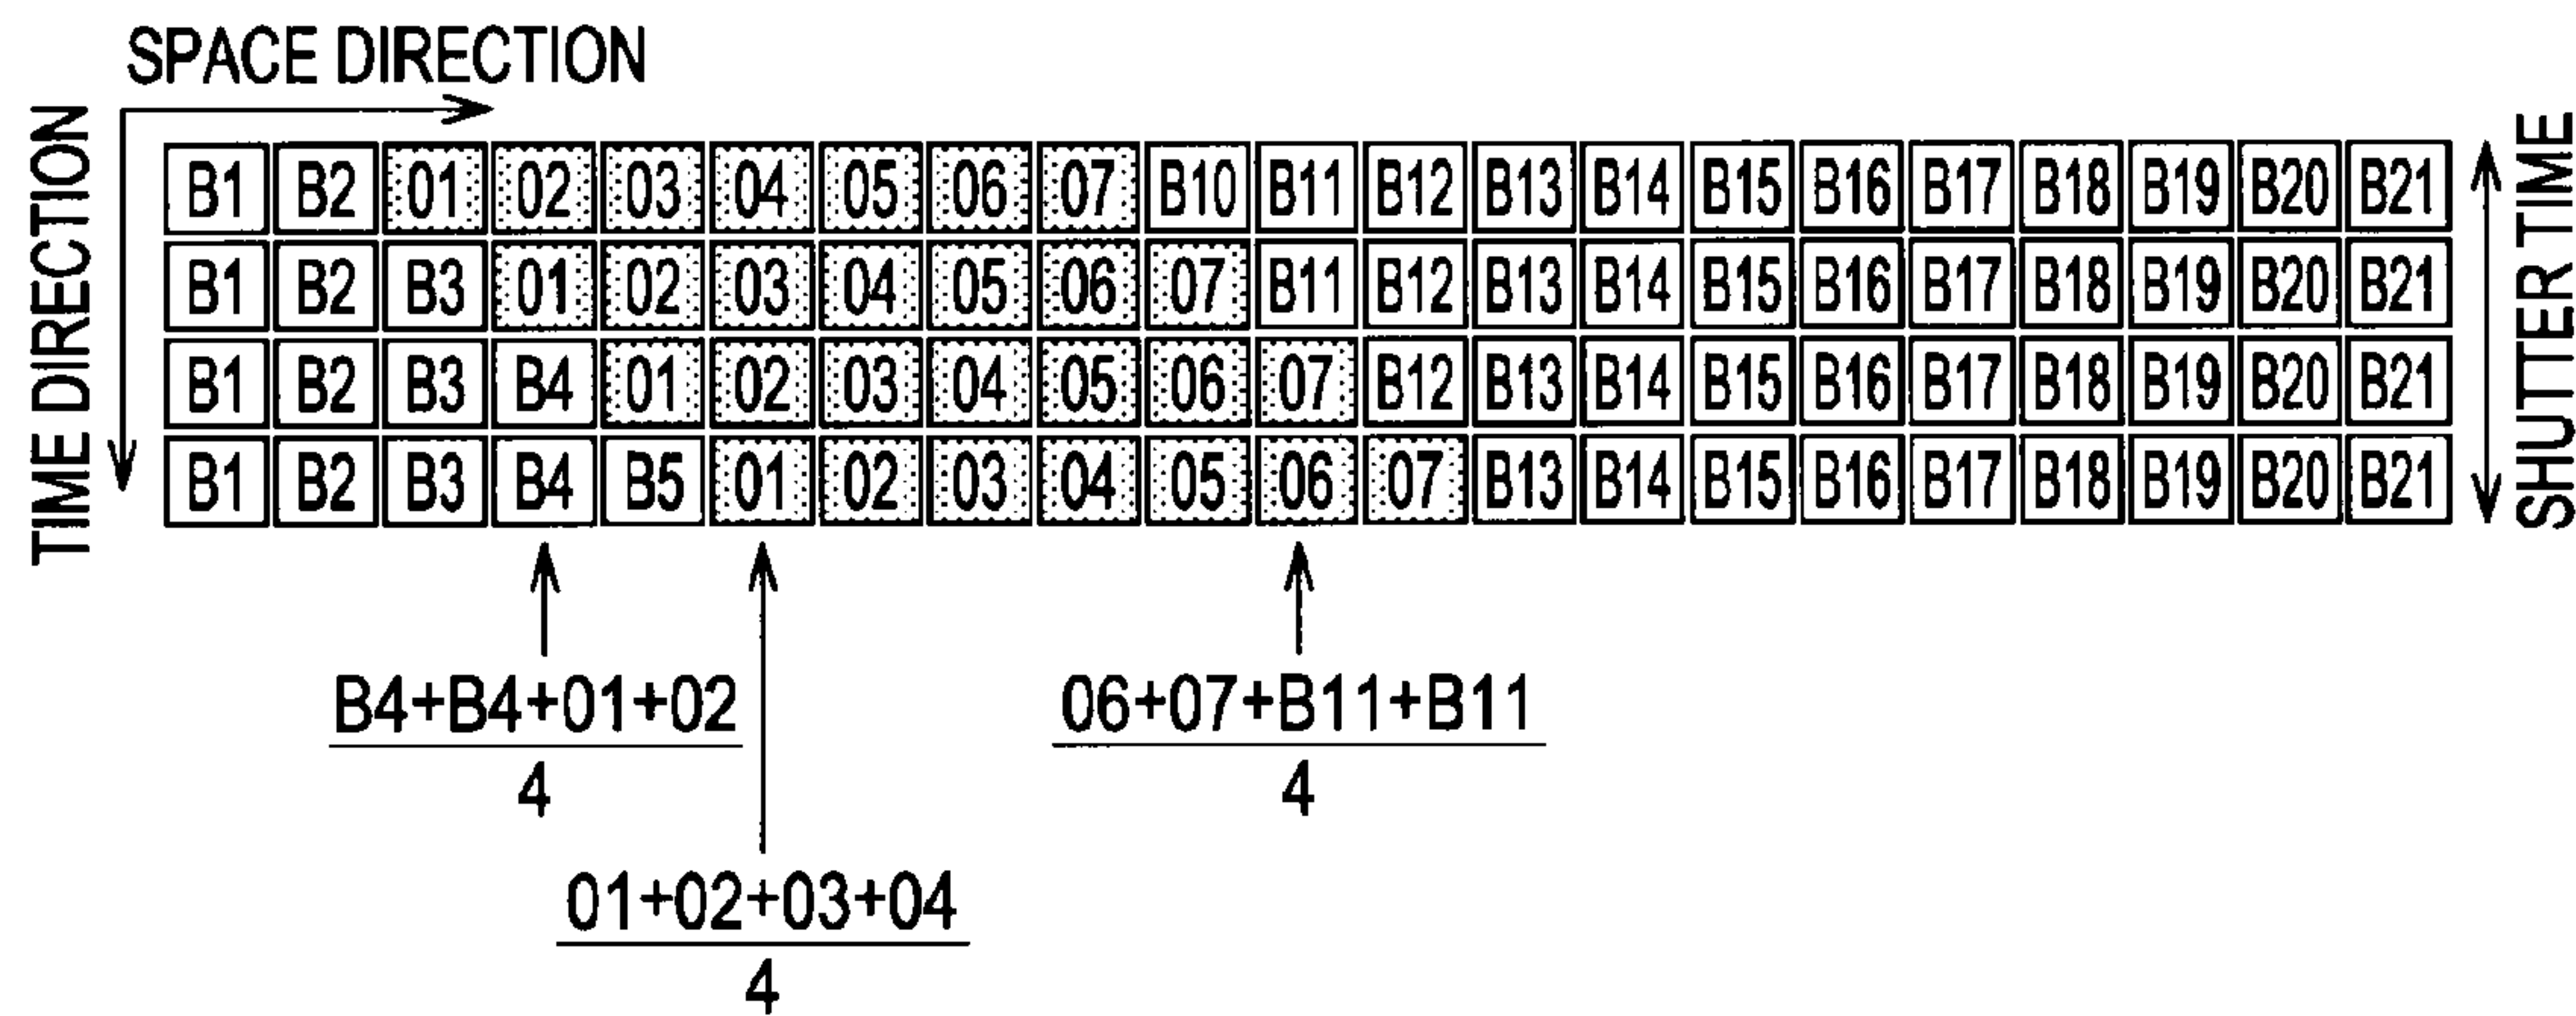 SPACE DIRECTION
TIME DIRECTION
SHUTTER TIME
B1 B2 01 02 03 04 05 06 07 B10 B11 B12 B13 B14 B15 B16 B17 B18 B19 B20 B21
B1 B2 B3 01 02 03 04 05 06 07 B11 B12 B13 B14 B15 B16 B17 B18 B19 B20 B21
B1 B2 B3 B4 01 02 03 04 05 06 07 B12 B13 B14 B15 B16 B17 B18 B19 B20 B21
B1 B2 B3 B4 B5 01 02 03 04 05 06 07 B13 B14 B15 B16 B17 B18 B19 B20 B21
B4+B4+01+02
4
06+07+B11+B11
4
01+02+03+04
4